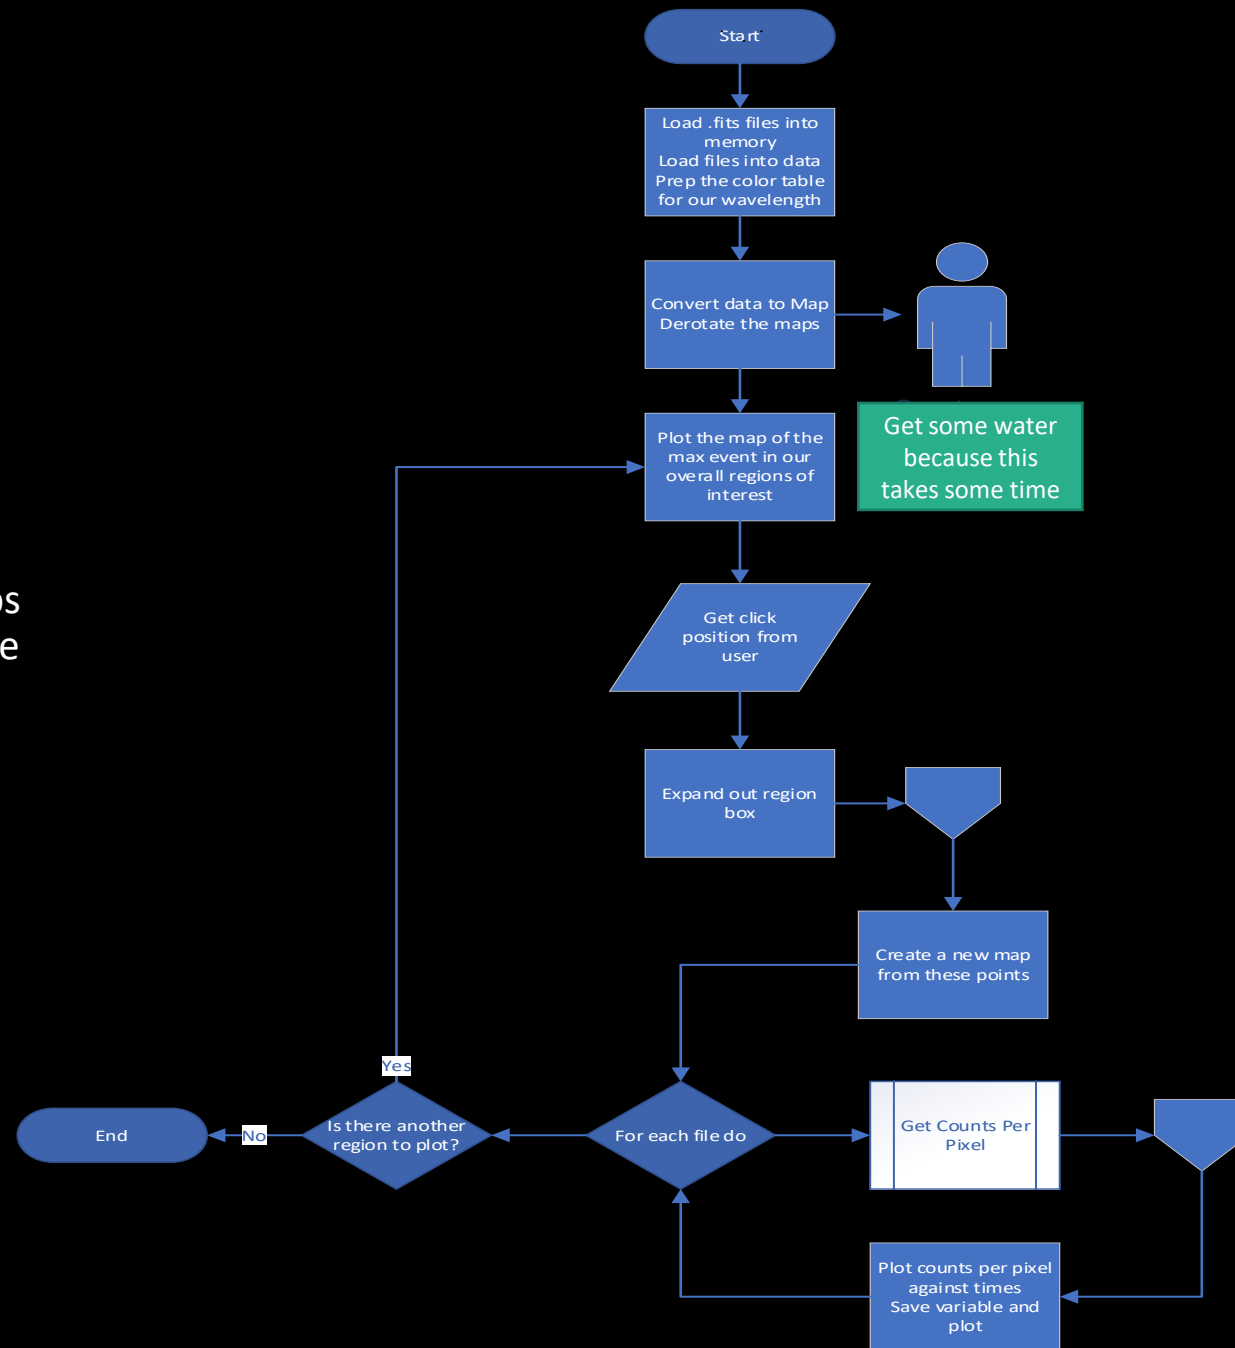 Start
Load .fits files into
memory
Load files into data
Prep the color table
for our wavelength
Convert data to Map
Derotate the maps
Get some water
because this
takes some time
Plot the map of the
max event in our
overall regions of
interest
os
e
Get click
position from
user
Expand out region
box
Create a new map
from these points
Yes
End
No
Is there another
region to plot?
For each file do
Get Counts Per
Pixel
Plot counts per pixel
against times
Save variable and
plot